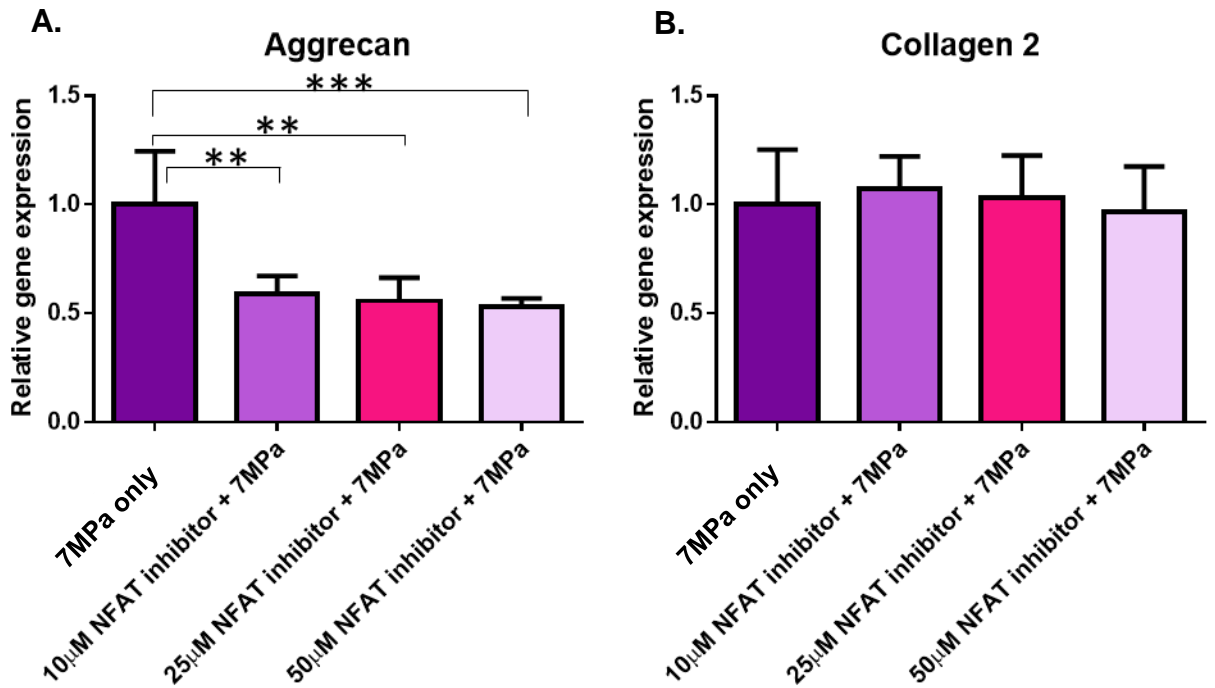 A.
Aggrecan
Relative gene expression
1.5
1.0
0.5
0.0
***
**
**
7MPa only
10µM NFAT inhibitor + 7MPa
25µM NFAT inhibitor + 7MPa
50µM NFAT inhibitor + 7MPa
B.
Collagen 2
Relative gene expression
1.5
1.0
0.5
0.0
7MPa only
10µM NFAT inhibitor + 7MPa
25µM NFAT inhibitor + 7MPa
50µM NFAT inhibitor + 7MPa